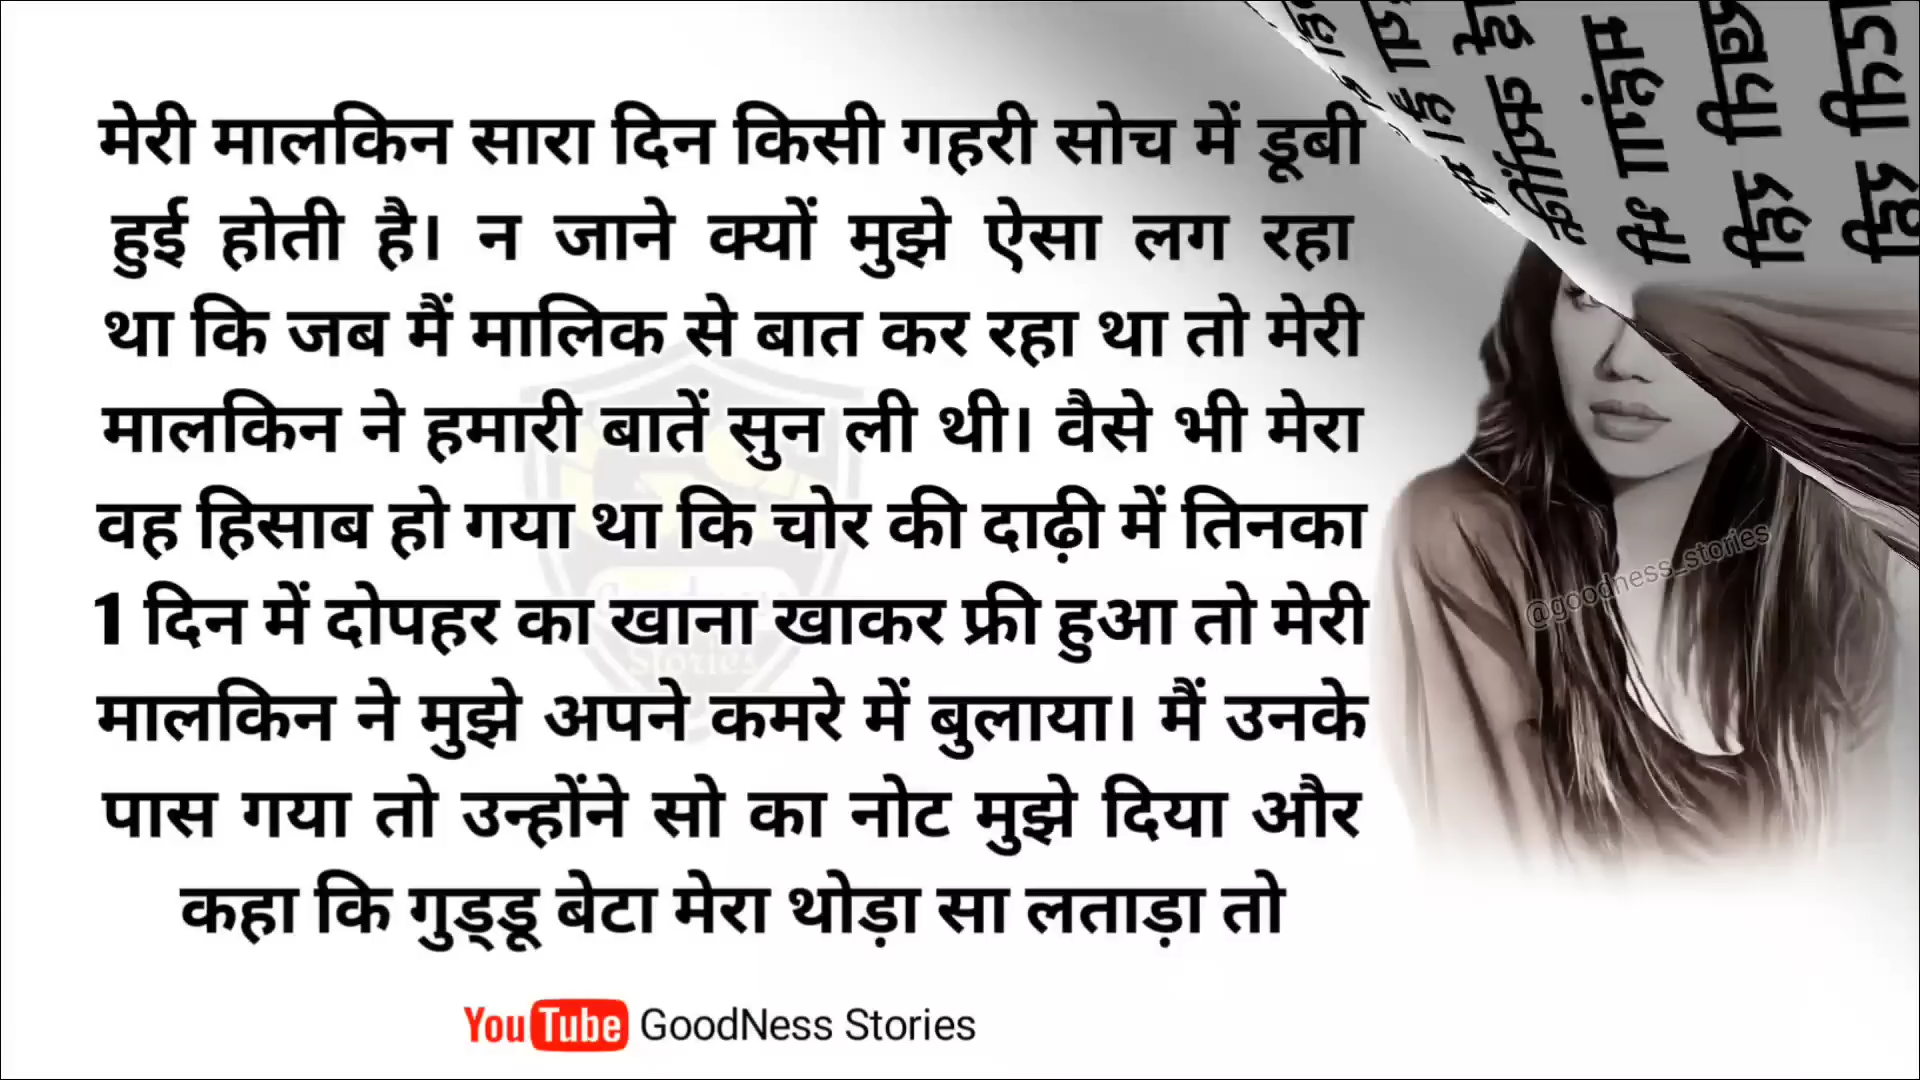 मेरी मालकिन सारा दिन किसी गहरी सोच में डूबी
हुई होती है। न जाने क्यों मुझे ऐसा लग रहा
था कि जब मैं मालिक से बात कर रहा था तो मेरी
मालकिन ने हमारी बातें सुन ली थी। वैसे भी मेरा
वह हिसाब हो गया था कि चोर की दाढ़ी में तिनका
1 दिन में दोपहर का खाना खाकर फ्री हुआ तो मेरी
मालकिन ने मुझे अपने कमरे में बुलाया। मैं उनके
पास गया तो उन्होंने सो का नोट मुझे दिया और
कहा कि गुड्डू बेटा मेरा थोड़ा सा लताड़ा तो
@goodness_stories
Stories
YouTube GoodNess Stories